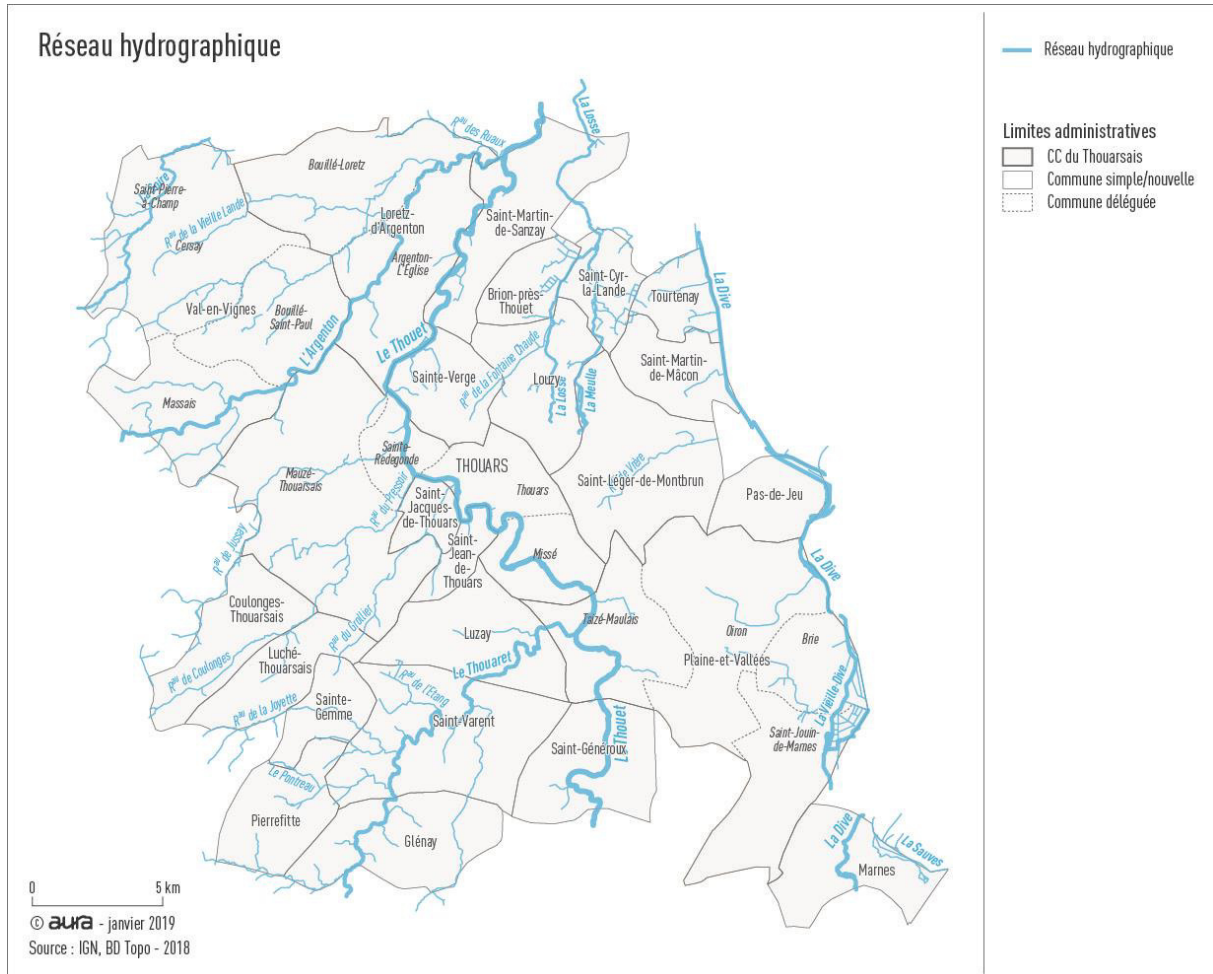 Réseau hydrographique
Réseau hydrographique
Limites administratives
CC du Thouarsais
Commune simple/nouvelle
Commune déléguée
La Losse
Rau des Ruaux
Bouillé-Loretz
Saint-Pierre-
à-Champ
Loretz-
d'Argenton
Saint-Martin-
de-Sanzay
Rau de la Vieille Lande
Cersay
Argenton-
L'Église
Saint-Cyr-
la-Lande
Tourtenay
La Dive
Brion-près-
Thouet
Val-en-Vignes
Bouillé-
Saint-Paul
L'Argenton
Le Thouet
Sainte-Verge
Rau de la Fontaine Chaude
Louzy
La Losse
La Meulle
Saint-Martin-
de-Mâcon
Massais
Sainte-
Radegonde
THOUARS
Thouars
Mauzé-
Thouarsais
Rau du Pressoir
Saint-
Jacques-
de-Thouars
Saint-Léger-de-Montbrun
Pas-de-Jeu
Saint-
Jean-
de-
Thouars
Missé
La Dive
Rau de Jussay
Coulonges-
Thouarsais
Rau du Grollier
Luzay
Taizé-Maulais
Oiron
Brie
Luché-
Thouarsais
Le Thouaret
Plaine-et-Vallées
Rau de Coulonges
Rau de la Joyette
Sainte-
Gemme
Rau de l'Etang
Saint-Varent
La Vieille-Dive
Saint-Jouin-
de-Marnes
Saint-Généroux
Le Thouet
Le Pontreau
Pierrefitte
Glénay
La Dive
La Sauves
Marnes
0 5 km
© aura - janvier 2019
Source : IGN, BD Topo - 2018